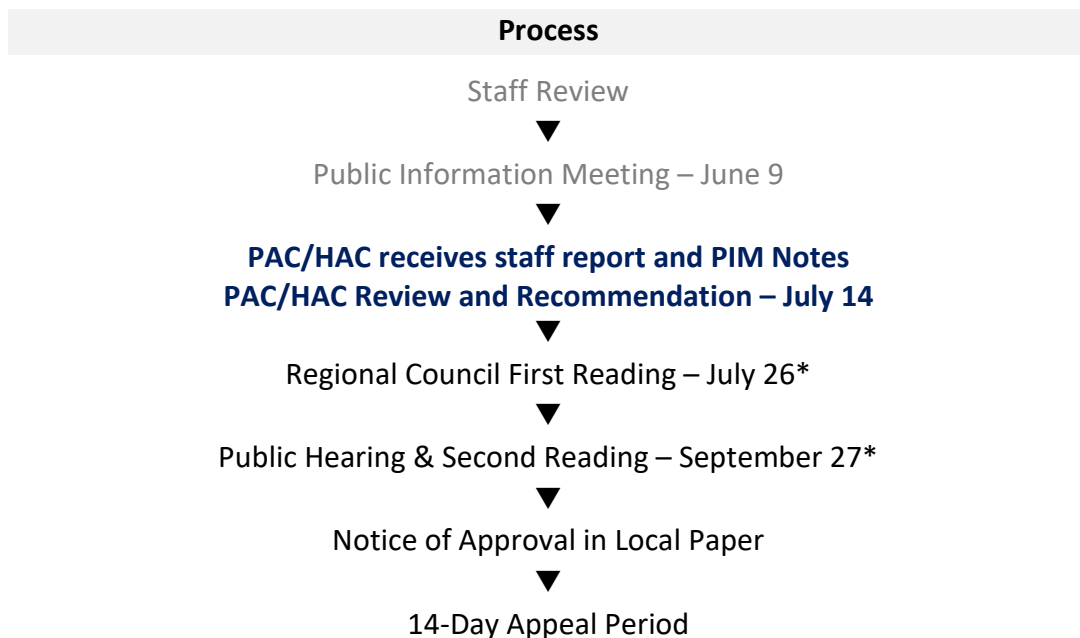 Process
Staff Review
Public Information Meeting – June 9
PAC/HAC receives staff report and PIM Notes
PAC/HAC Review and Recommendation – July 14
Regional Council First Reading – July 26*
Public Hearing & Second Reading – September 27*
Notice of Approval in Local Paper
14-Day Appeal Period